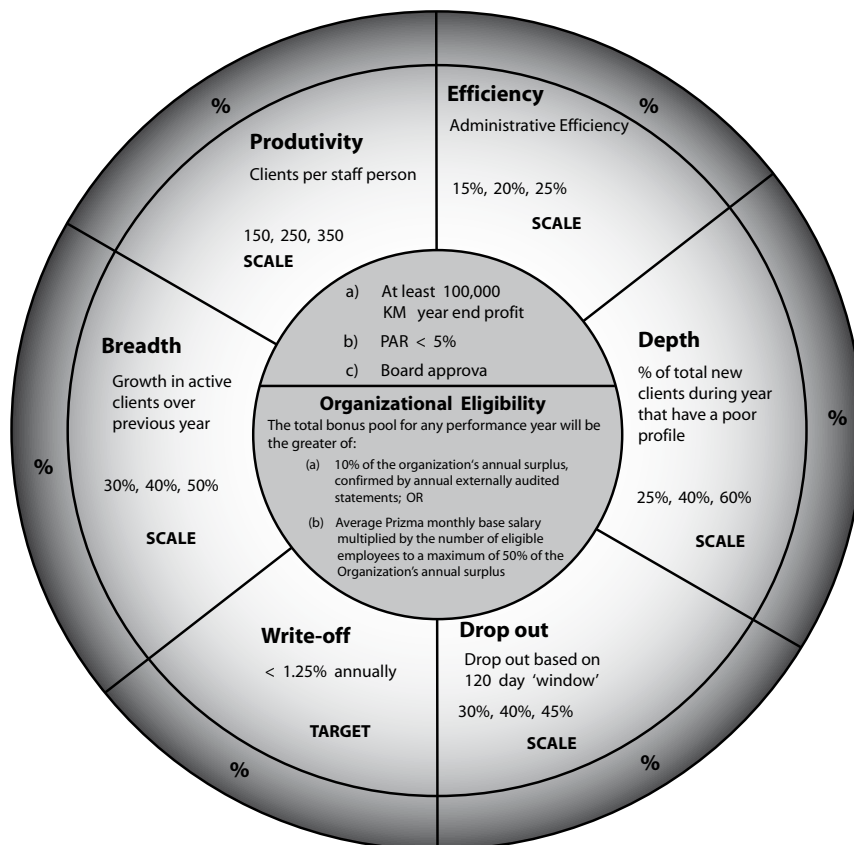 %
Efficiency
Administrative Efficiency
15%, 20%, 25%
SCALE
%
Depth
% of total new
clients during year
that have a poor
profile
25%, 40%, 60%
SCALE
%
Drop out
Drop out based on
120 day ‘window’
30%, 40%, 45%
SCALE
%
Write-off
< 1.25% annually
TARGET
%
Breadth
Growth in active
clients over
previous year
30%, 40%, 50%
SCALE
%
Produtivity
Clients per staff person
150, 250, 350
SCALE
a) At least 100,000
KM year end profit
b) PAR < 5%
c) Board approva
Organizational Eligibility
The total bonus pool for any performance year will be
the greater of:
(a) 10% of the organization’s annual surplus,
confirmed by annual externally audited
statements; OR
(b) Average Prizma monthly base salary
multiplied by the number of eligible
employees to a maximum of 50% of the
Organization’s annual surplus